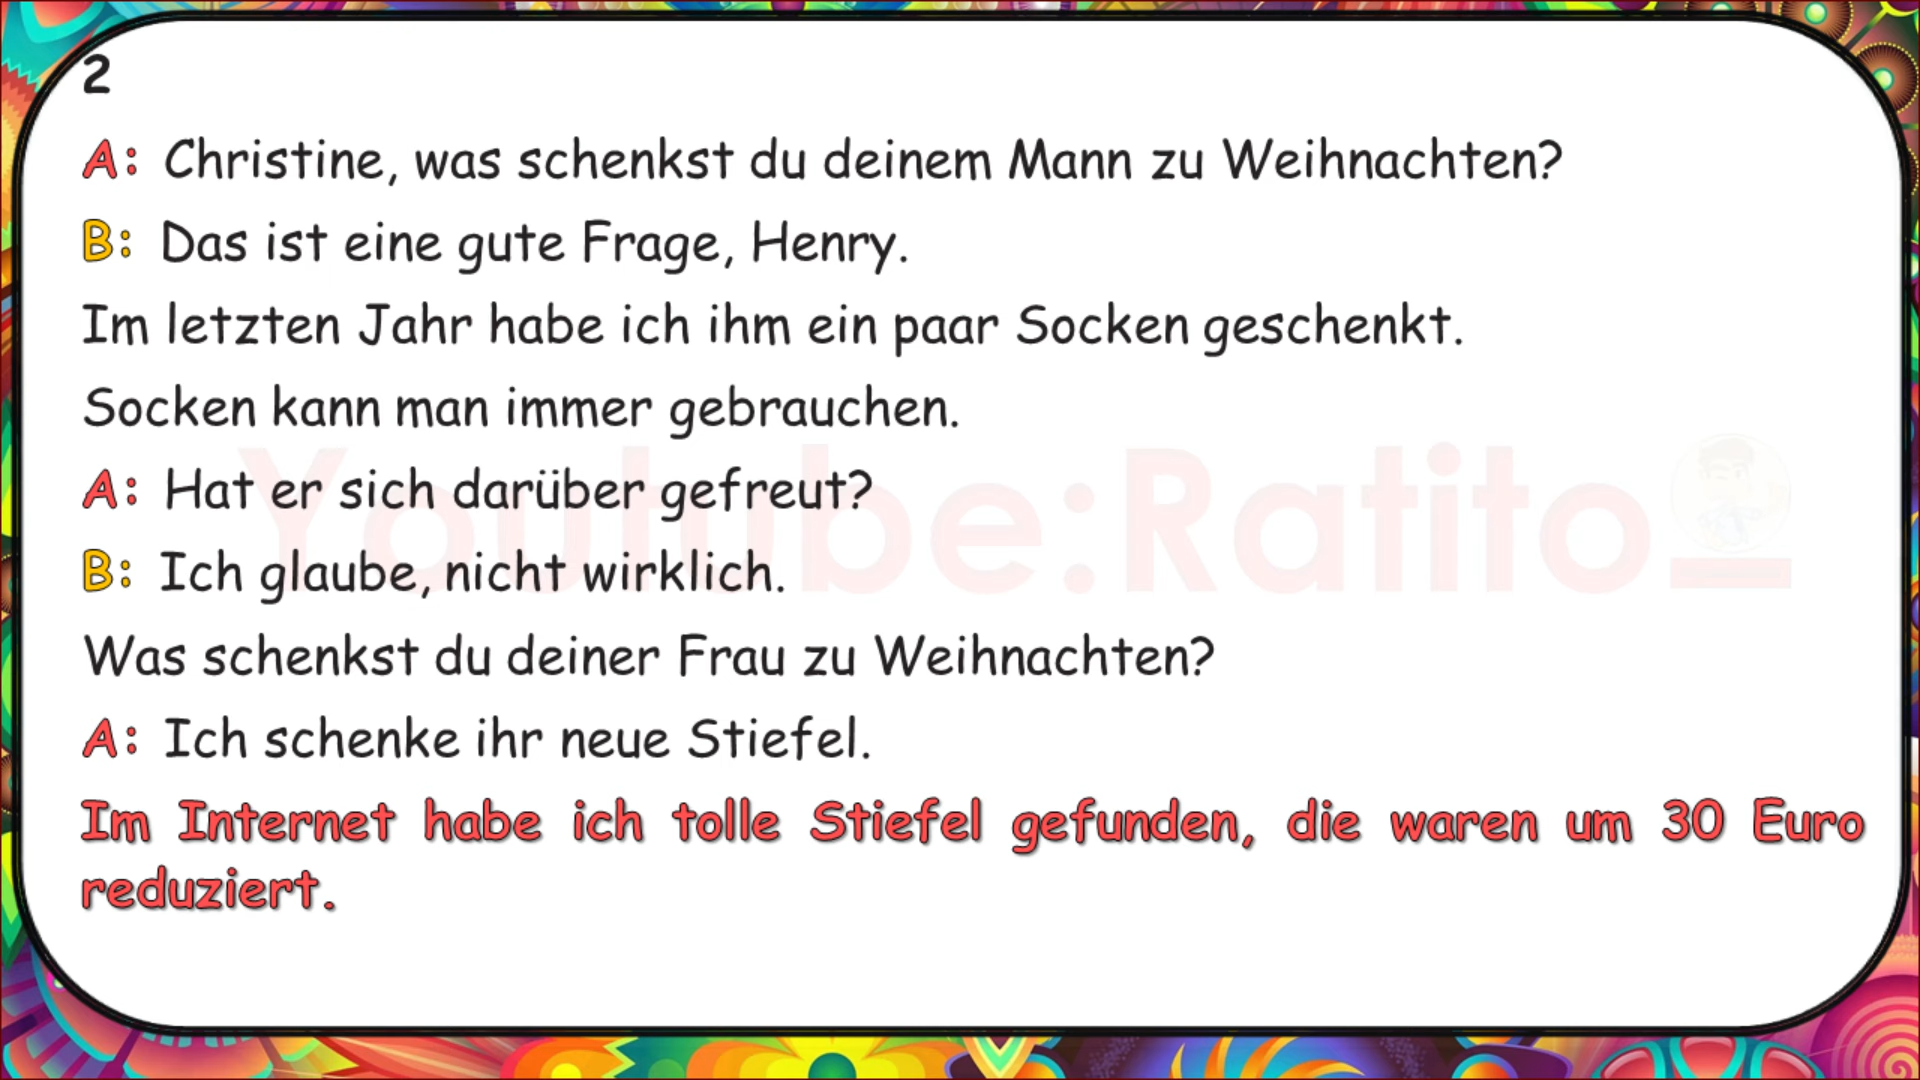 2
A: Christine, was schenkst du deinem Mann zu Weihnachten?
B: Das ist eine gute Frage, Henry.
Im letzten Jahr habe ich ihm ein paar Socken geschenkt.
Socken kann man immer gebrauchen.
A: Hat er sich darüber gefreut?
B: Ich glaube, nicht wirklich.
Was schenkst du deiner Frau zu Weihnachten?
A: Ich schenke ihr neue Stiefel.
Im Internet habe ich tolle Stiefel gefunden, die waren um 30 Euro
reduziert.
Youtube:Ratito